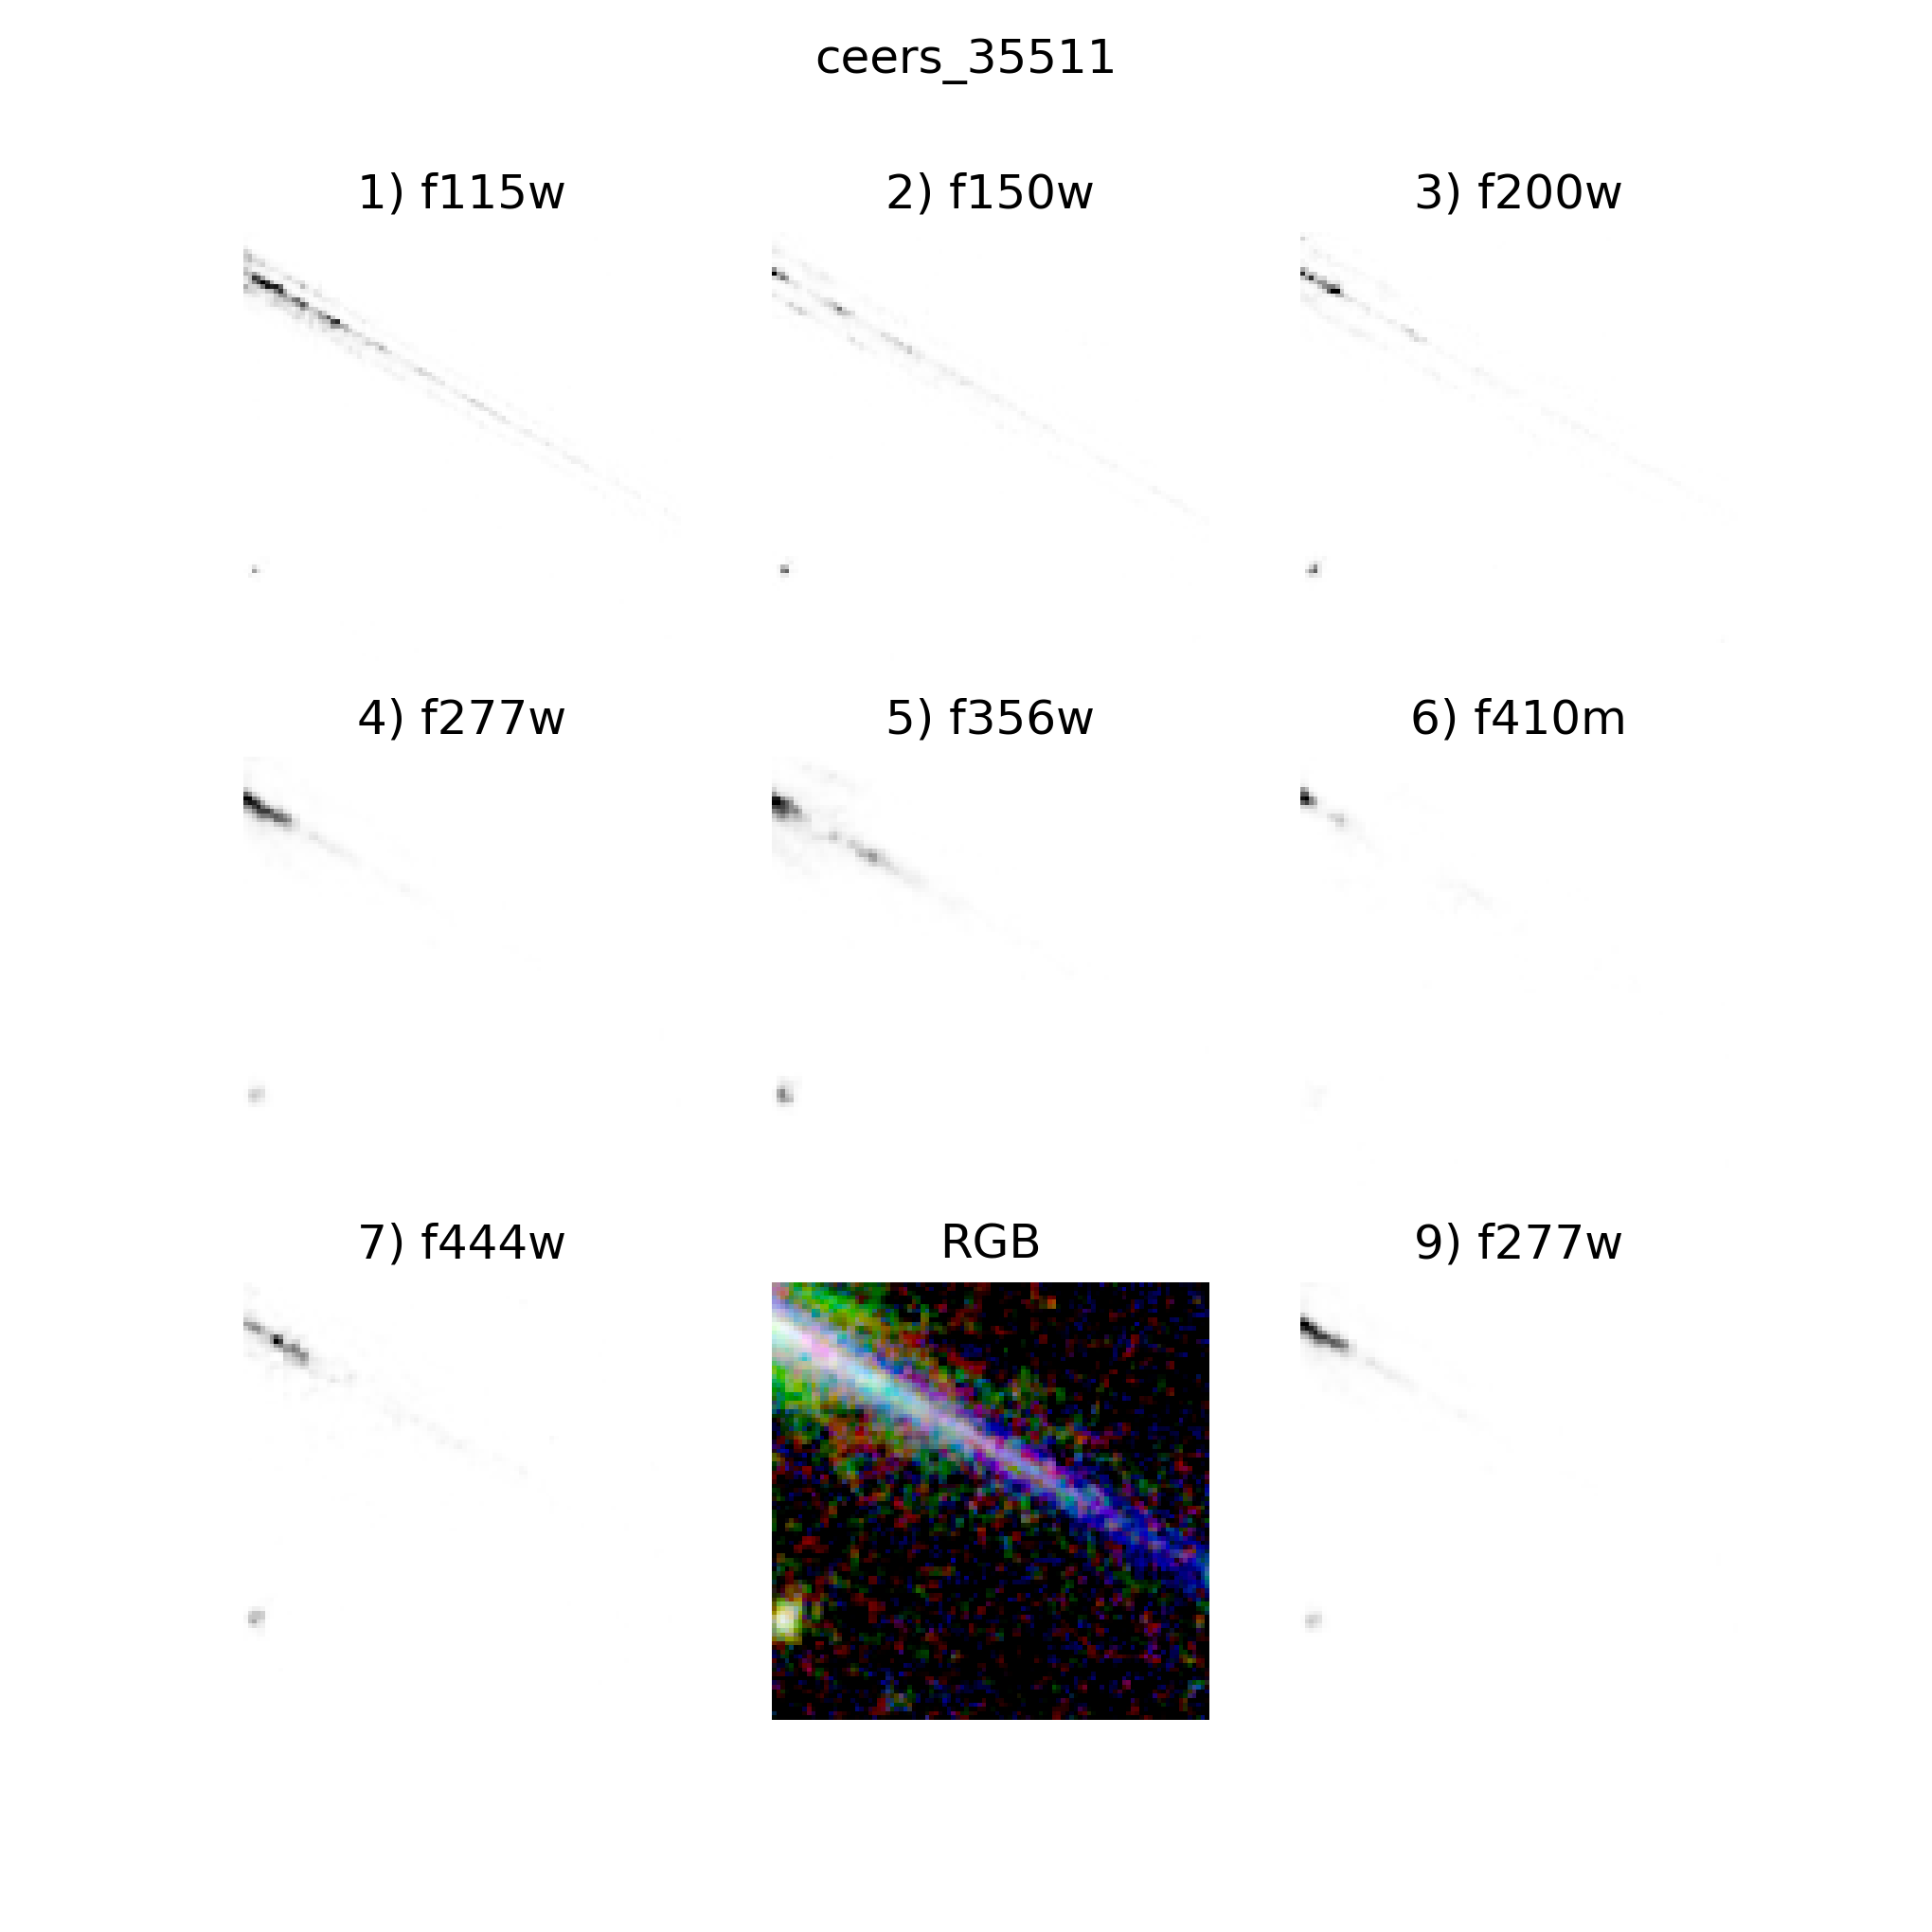 ceers_35511
1) f115w
2) f150w
3) f200w
4) f277w
5) f356w
6) f410m
7) f444w
RGB
9) f277w